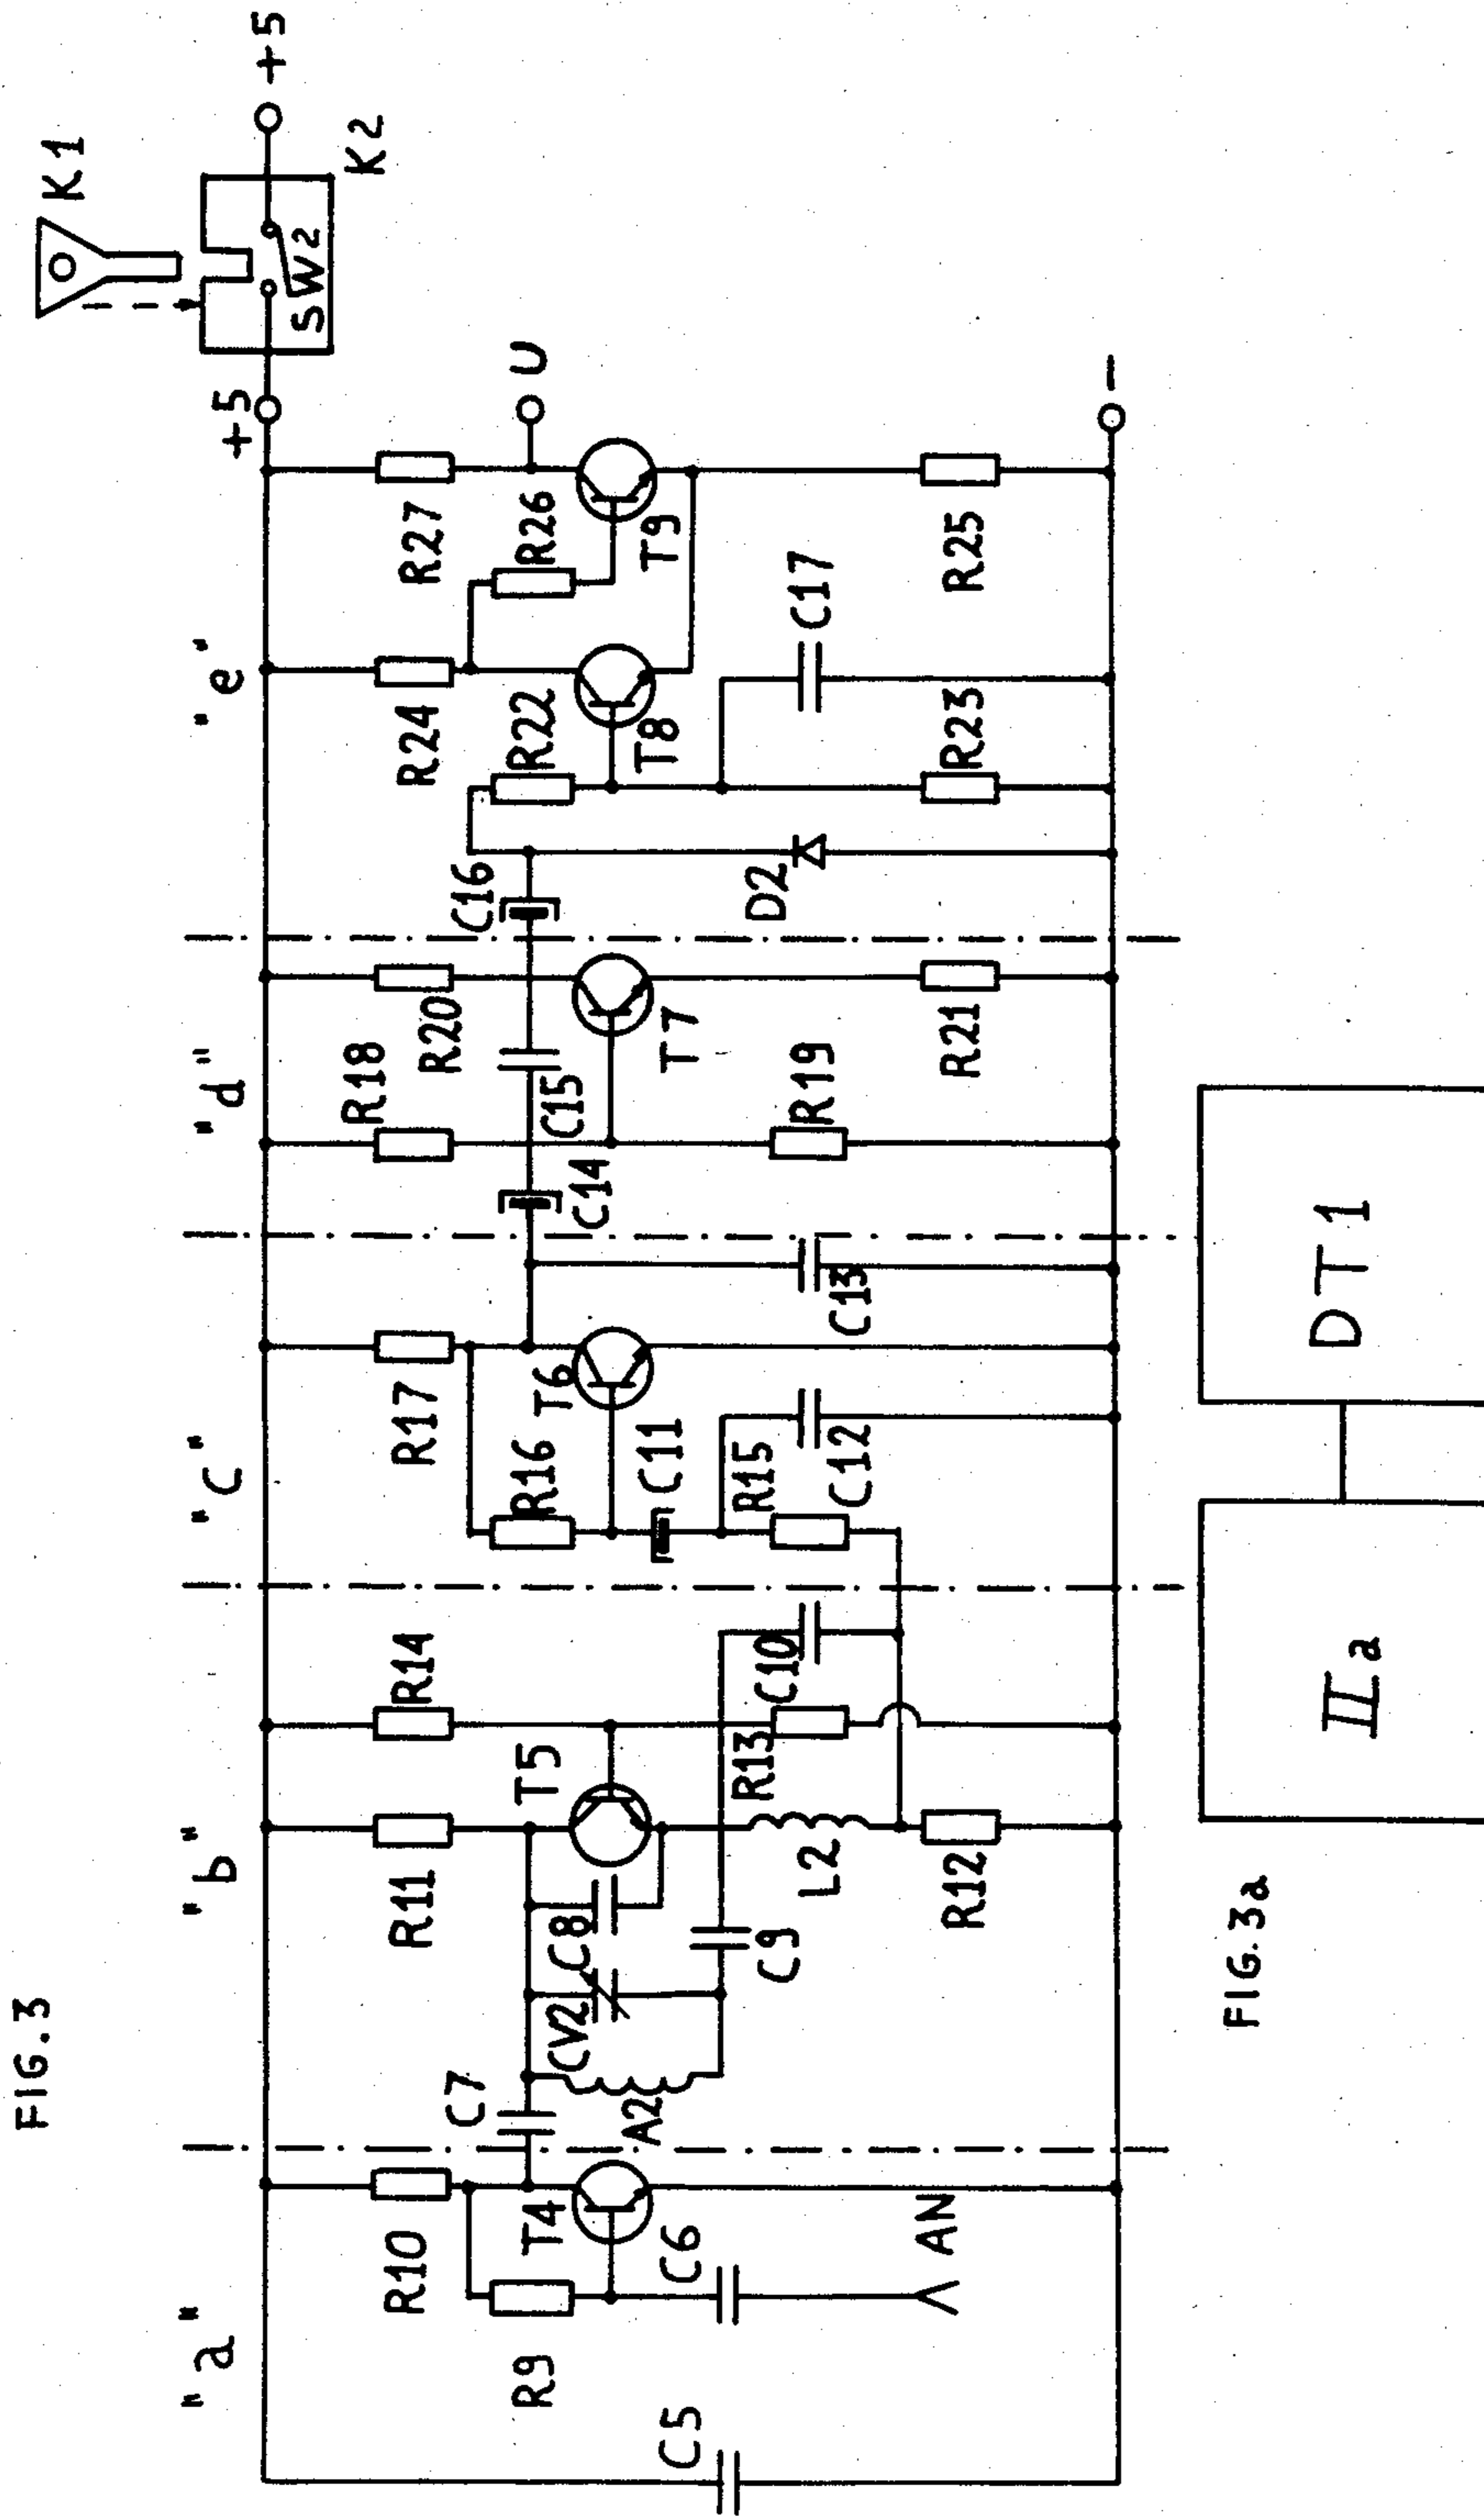 FIG.3
"a"
"b"
"c"
"d"
"e"
K1
+5
SW2
+5
K2
R10
R11
R14
R17
R18
R20
R24
R27
R9
T4
C7
CV2
C8
T5
R16
T6
C14
C15
C16
R22
R26
U
C5
C6
A2
C11
T7
T8
T9
C9
L2
R13
C10
R15
C12
C13
R19
D2
C17
AN
R12
R21
R23
R25
−
FIG.3a
IIa
DT1